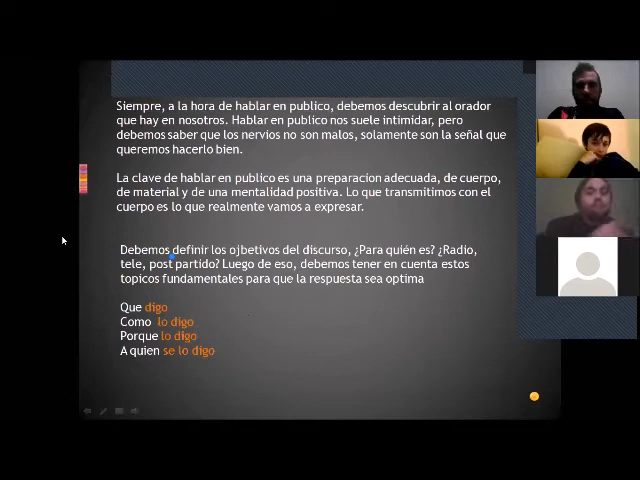 Siempre, a la hora de hablar en publico, debemos descubrir al orador
que hay en nosotros. Hablar en publico nos suele intimidar, pero
debemos saber que los nervios no son malos, solamente son la señal que
queremos hacerlo bien.
La clave de hablar en publico es una preparacion adecuada, de cuerpo,
de material y de una mentalidad positiva. Lo que transmitimos con el
cuerpo es lo que realmente vamos a expresar.
Debemos definir los ojbetivos del discurso, ¿Para quién es? ¿Radio,
tele, post partido? Luego de eso, debemos tener en cuenta estos
topicos fundamentales para que la respuesta sea optima
Que digo
Como lo digo
Porque lo digo
A quien se lo digo